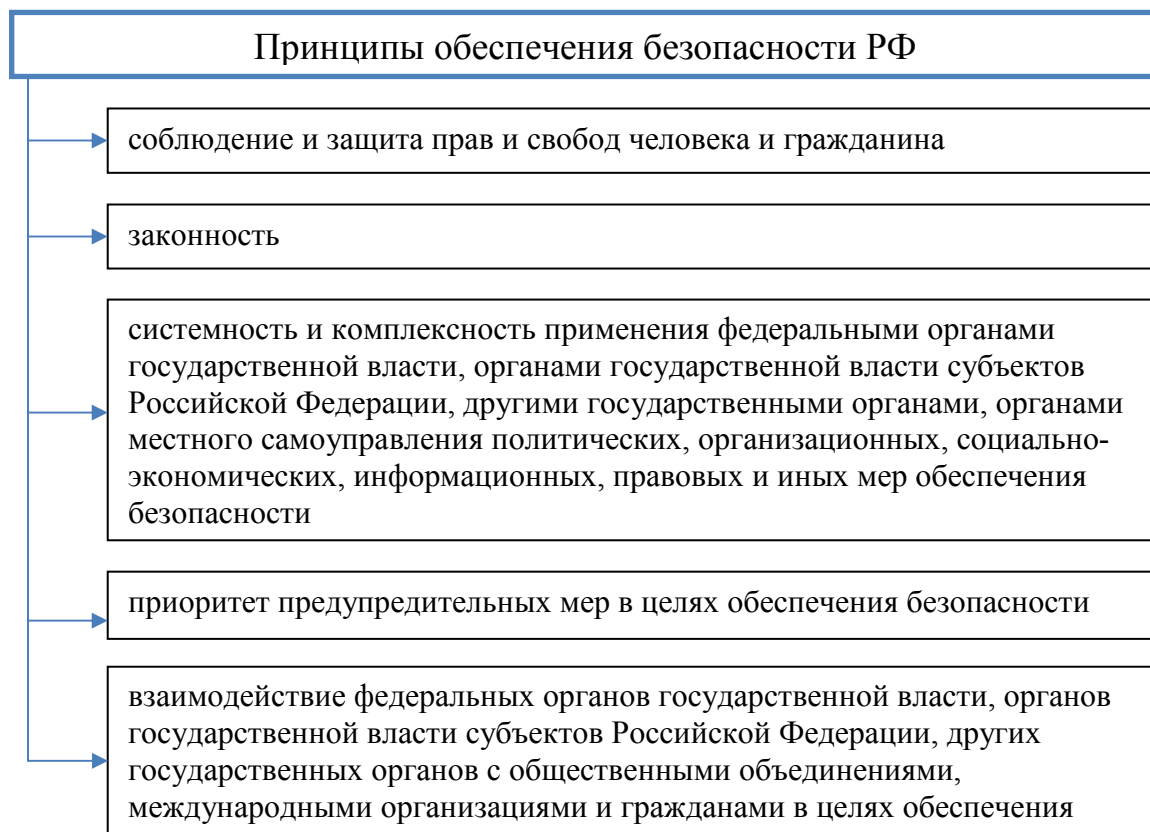 Принципы обеспечения безопасности РФ
соблюдение и защита прав и свобод человека и гражданина
законность
системность и комплексность применения федеральными органами
государственной власти, органами государственной власти субъектов
Российской Федерации, другими государственными органами, органами
местного самоуправления политических, организационных, социально-
экономических, информационных, правовых и иных мер обеспечения
безопасности
приоритет предупредительных мер в целях обеспечения безопасности
взаимодействие федеральных органов государственной власти, органов
государственной власти субъектов Российской Федерации, других
государственных органов с общественными объединениями,
международными организациями и гражданами в целях обеспечения